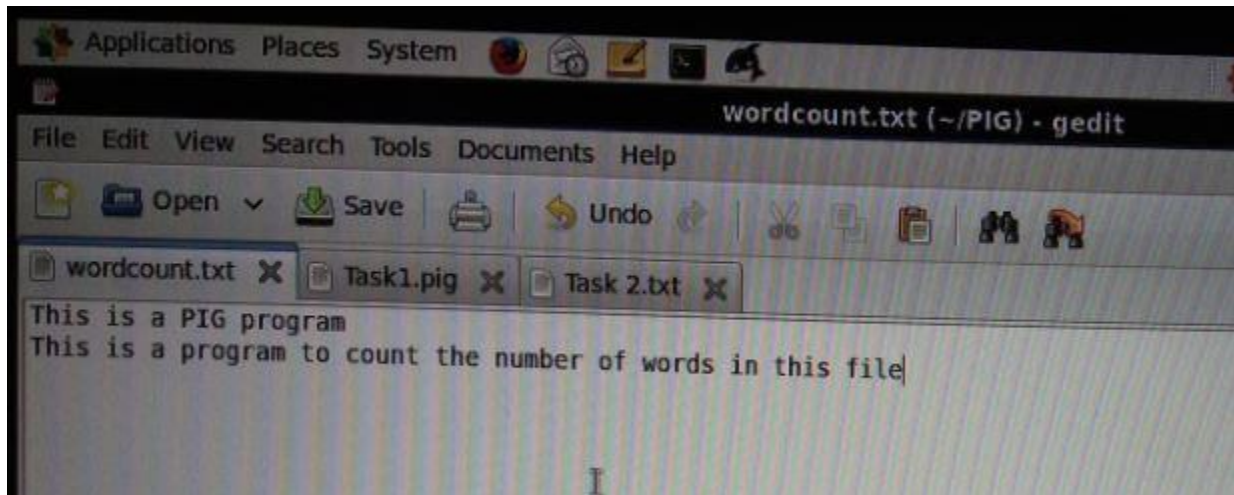 Applications Places System
wordcount.txt (~/PIG) - gedit
File Edit View Search Tools Documents Help
Open Save Undo
wordcount.txt Task1.pig Task 2.txt
This is a PIG program
This is a program to count the number of words in this file